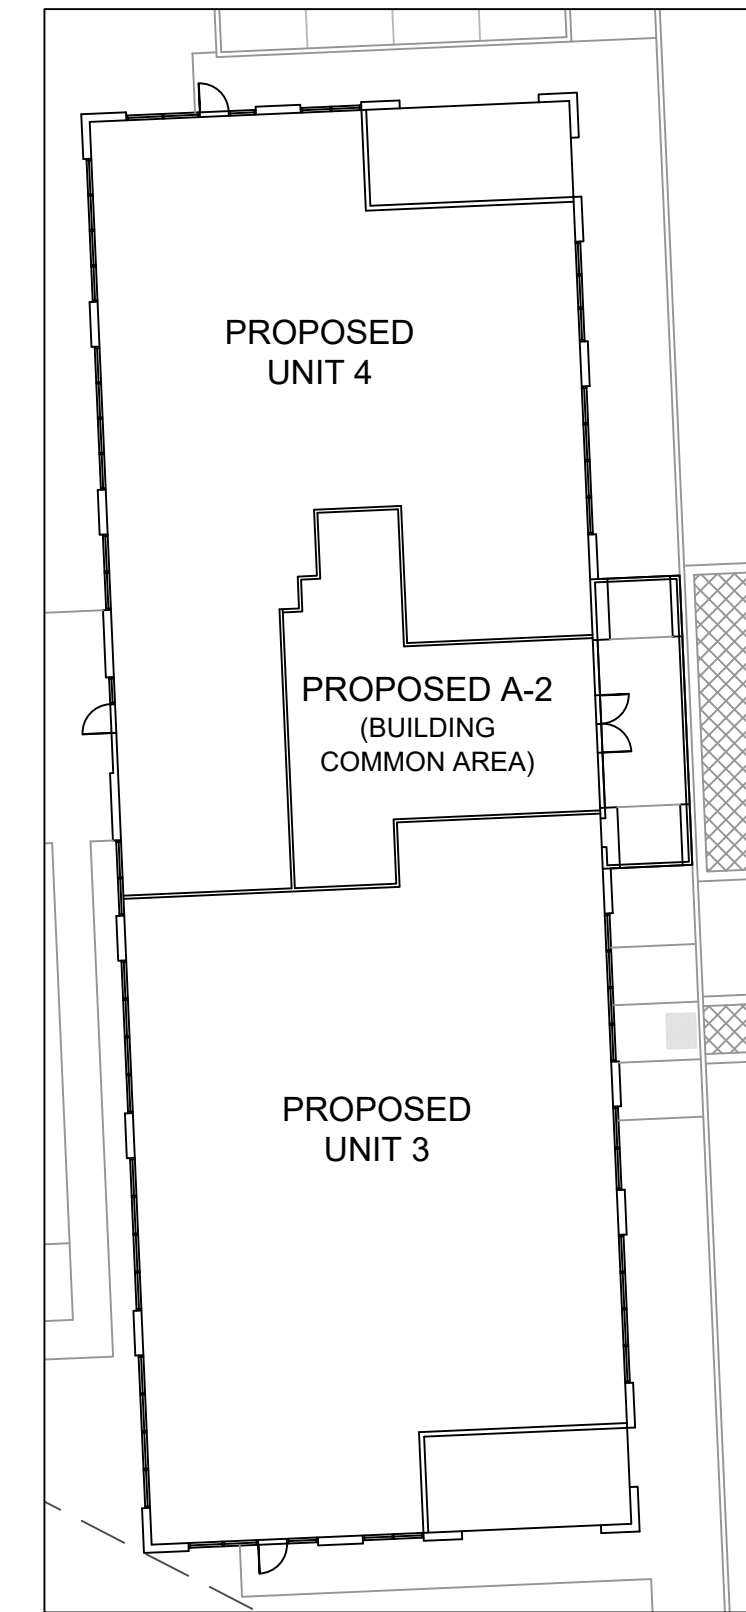 PROPOSED
UNIT 4
PROPOSED A-2
(BUILDING
COMMON AREA)
PROPOSED
UNIT 3